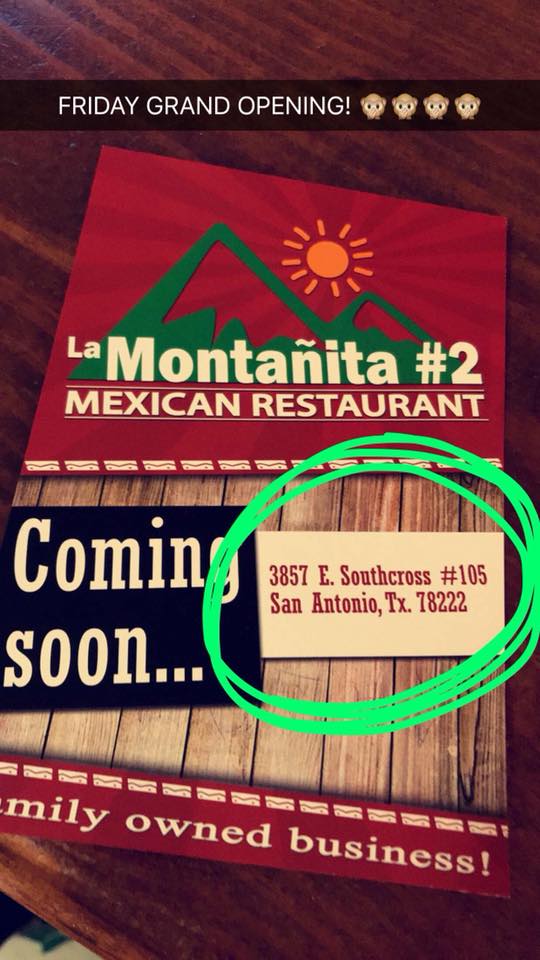 FRIDAY GRAND OPENING! 🙊🙊🙊🙊
La Montañita #2
MEXICAN RESTAURANT
Coming
soon...
3857 E. Southcross #105
San Antonio, Tx. 78222
owned business!